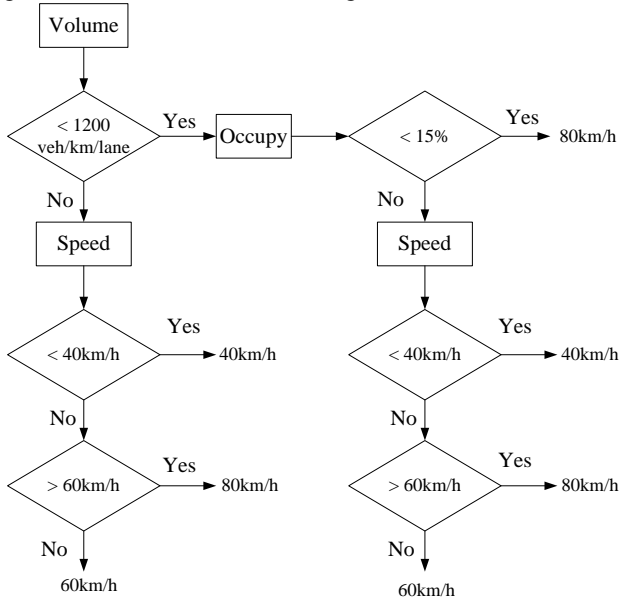 Volume
< 1200
veh/km/lane
Yes
Occupy
< 15%
Yes
80km/h
No
No
Speed
Speed
< 40km/h
Yes
40km/h
< 40km/h
Yes
40km/h
No
No
> 60km/h
Yes
80km/h
> 60km/h
Yes
80km/h
No
No
60km/h
60km/h